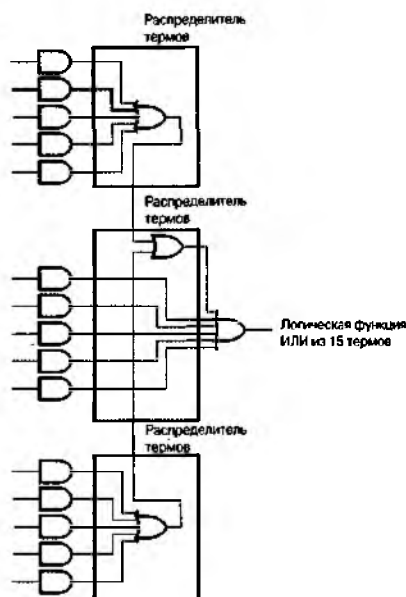 Распределитель
термов
Распределитель
термов
Логическая функция
ИЛИ из 15 термов
Распределитель
термов